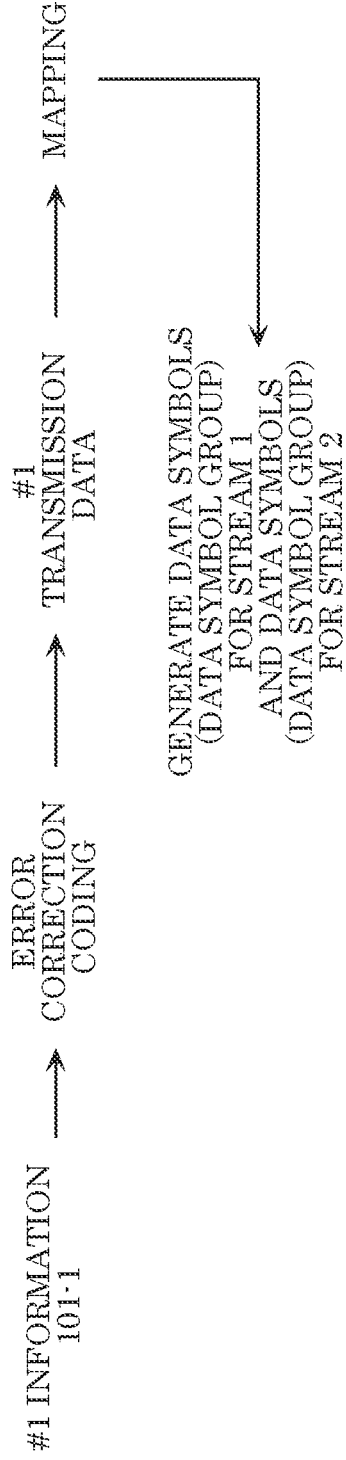 #1 INFORMATION
101-1
ERROR
CORRECTION
CODING
#1
TRANSMISSION
DATA
MAPPING
GENERATE DATA SYMBOLS
(DATA SYMBOL GROUP)
FOR STREAM 1
AND DATA SYMBOLS
(DATA SYMBOL GROUP)
FOR STREAM 2